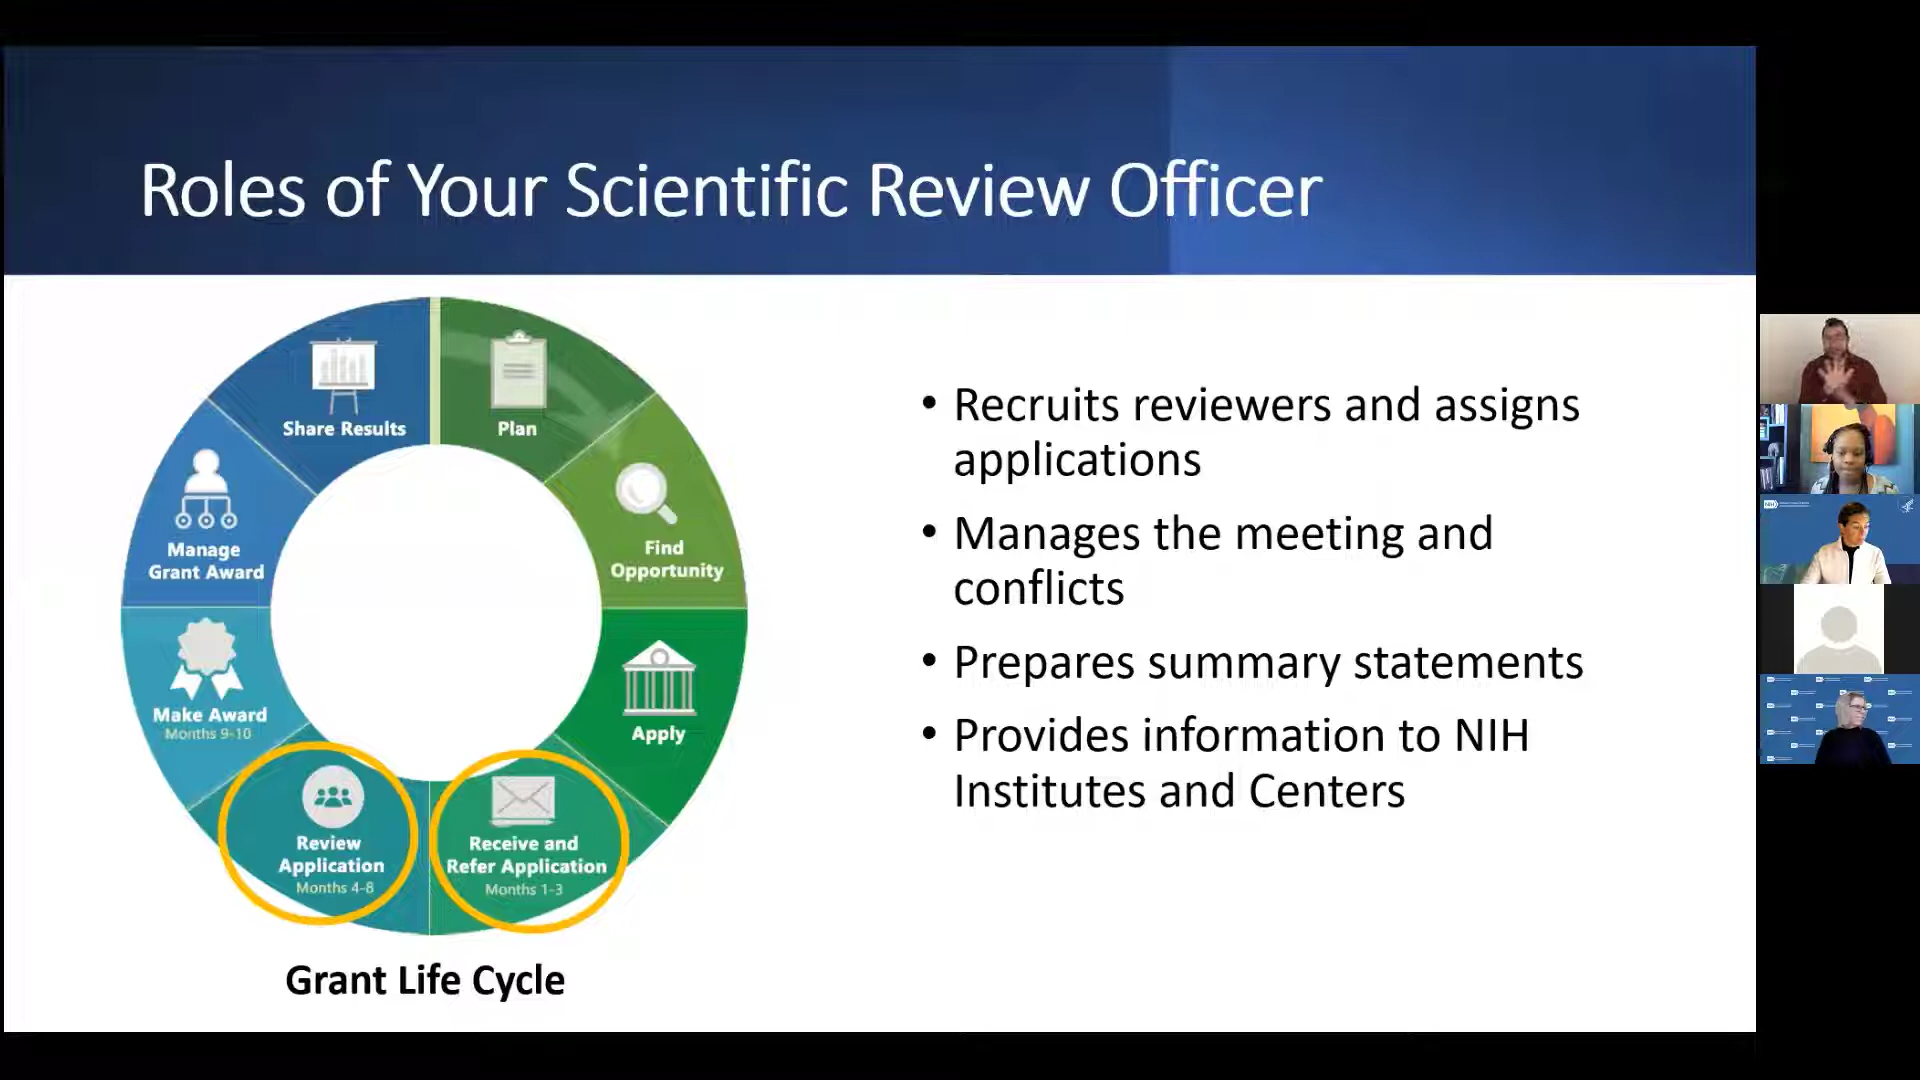 Roles of Your Scientific Review Officer
Share Results
Plan
Manage
Grant Award
Find
Opportunity
Make Award
Months 9-10
Apply
Review
Application
Months 4-8
Receive and
Refer Application
Months 1-3
Grant Life Cycle
• Recruits reviewers and assigns
applications
• Manages the meeting and
conflicts
• Prepares summary statements
• Provides information to NIH
Institutes and Centers
NIH